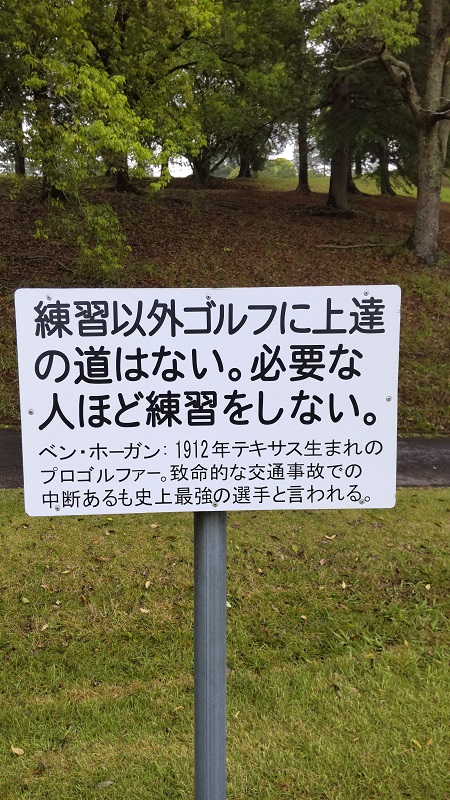 練習以外ゴルフに上達
の道はない。必要な
人ほど練習をしない。
ベン・ホーガン：1912年テキサス生まれの
プロゴルファー。致命的な交通事故での
中断あるも史上最強の選手と言われる。